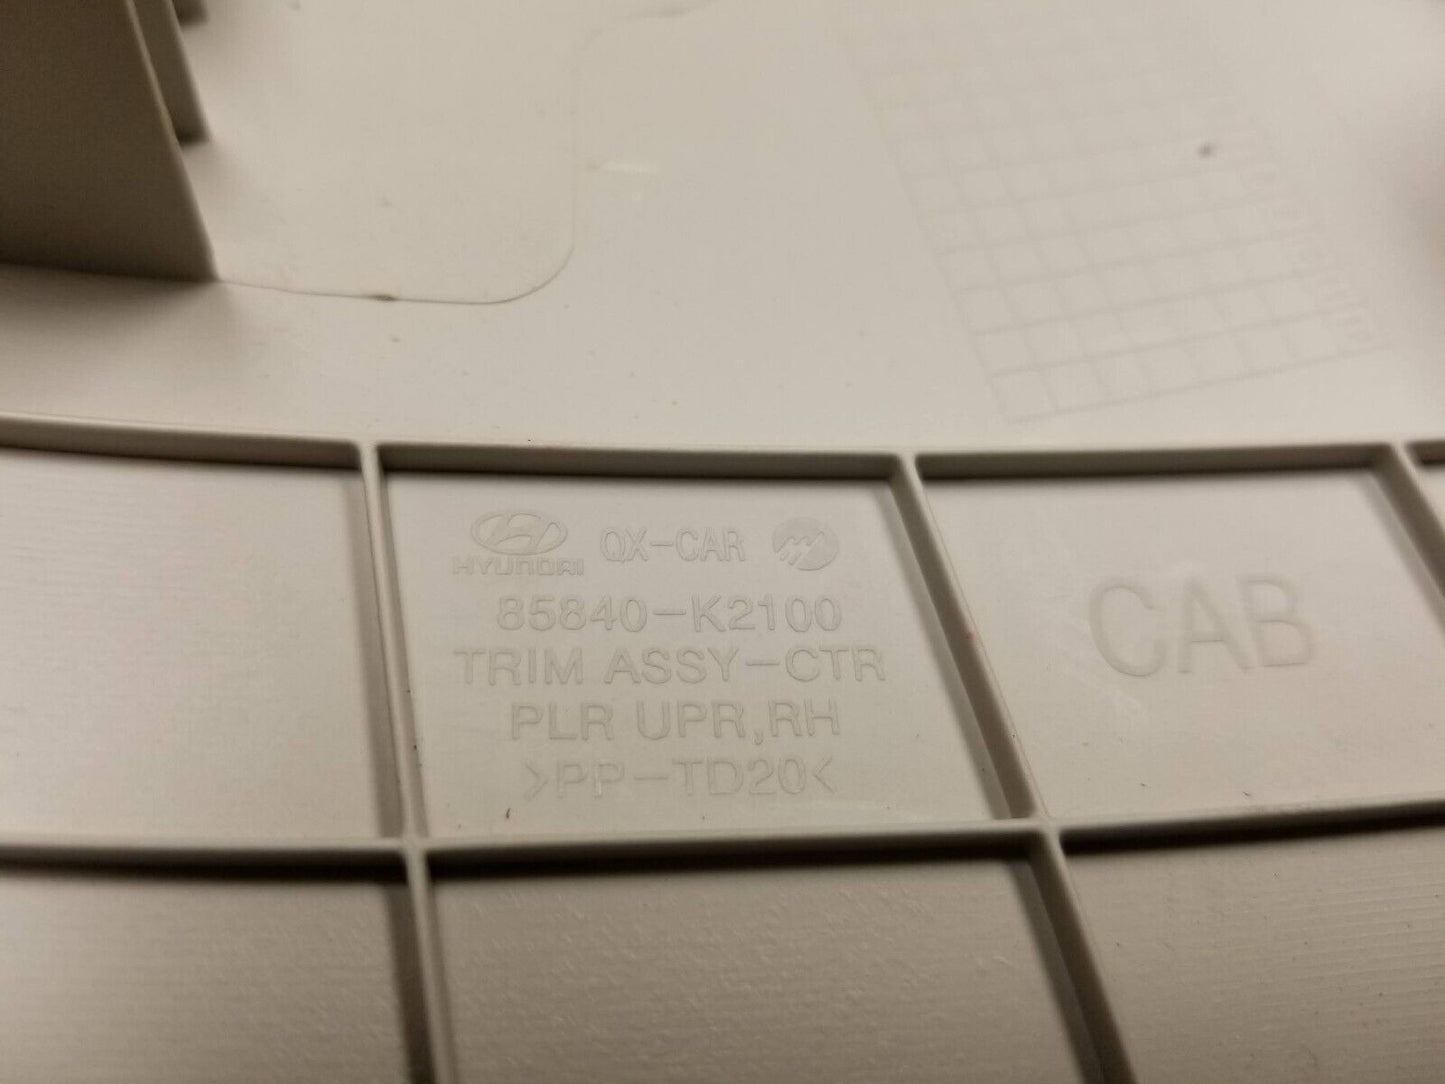 HYUNDAI QX-CAR
85840-K2100
TRIM ASSY-CTR
PLR UPR,RH
>PP-TD20<
CAB